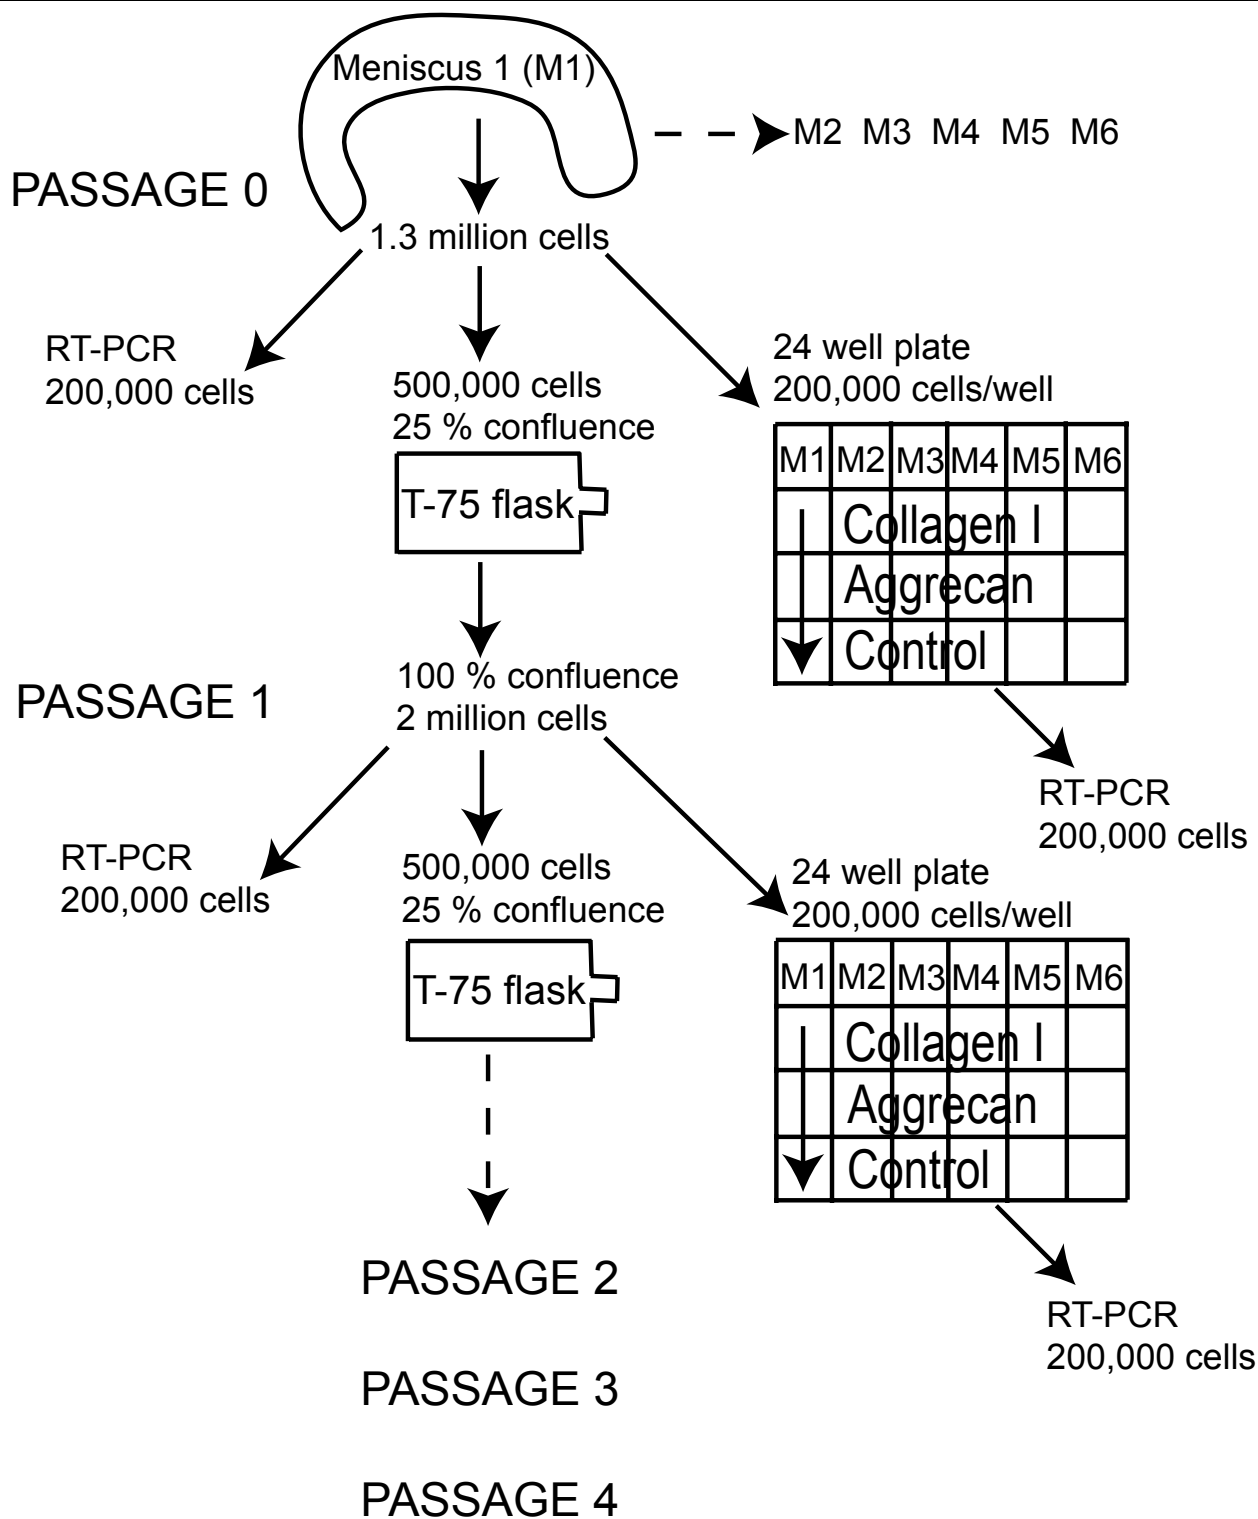 Meniscus 1 (M1)
M2 M3 M4 M5 M6
PASSAGE 0
1.3 million cells
RT-PCR
200,000 cells
500,000 cells
25 % confluence
T-75 flask
24 well plate
200,000 cells/well
M1 M2 M3 M4 M5 M6
Collagen I
Aggrecan
Control
RT-PCR
200,000 cells
PASSAGE 1
100 % confluence
2 million cells
RT-PCR
200,000 cells
500,000 cells
25 % confluence
T-75 flask
24 well plate
200,000 cells/well
M1 M2 M3 M4 M5 M6
Collagen I
Aggrecan
Control
RT-PCR
200,000 cells
PASSAGE 2
PASSAGE 3
PASSAGE 4